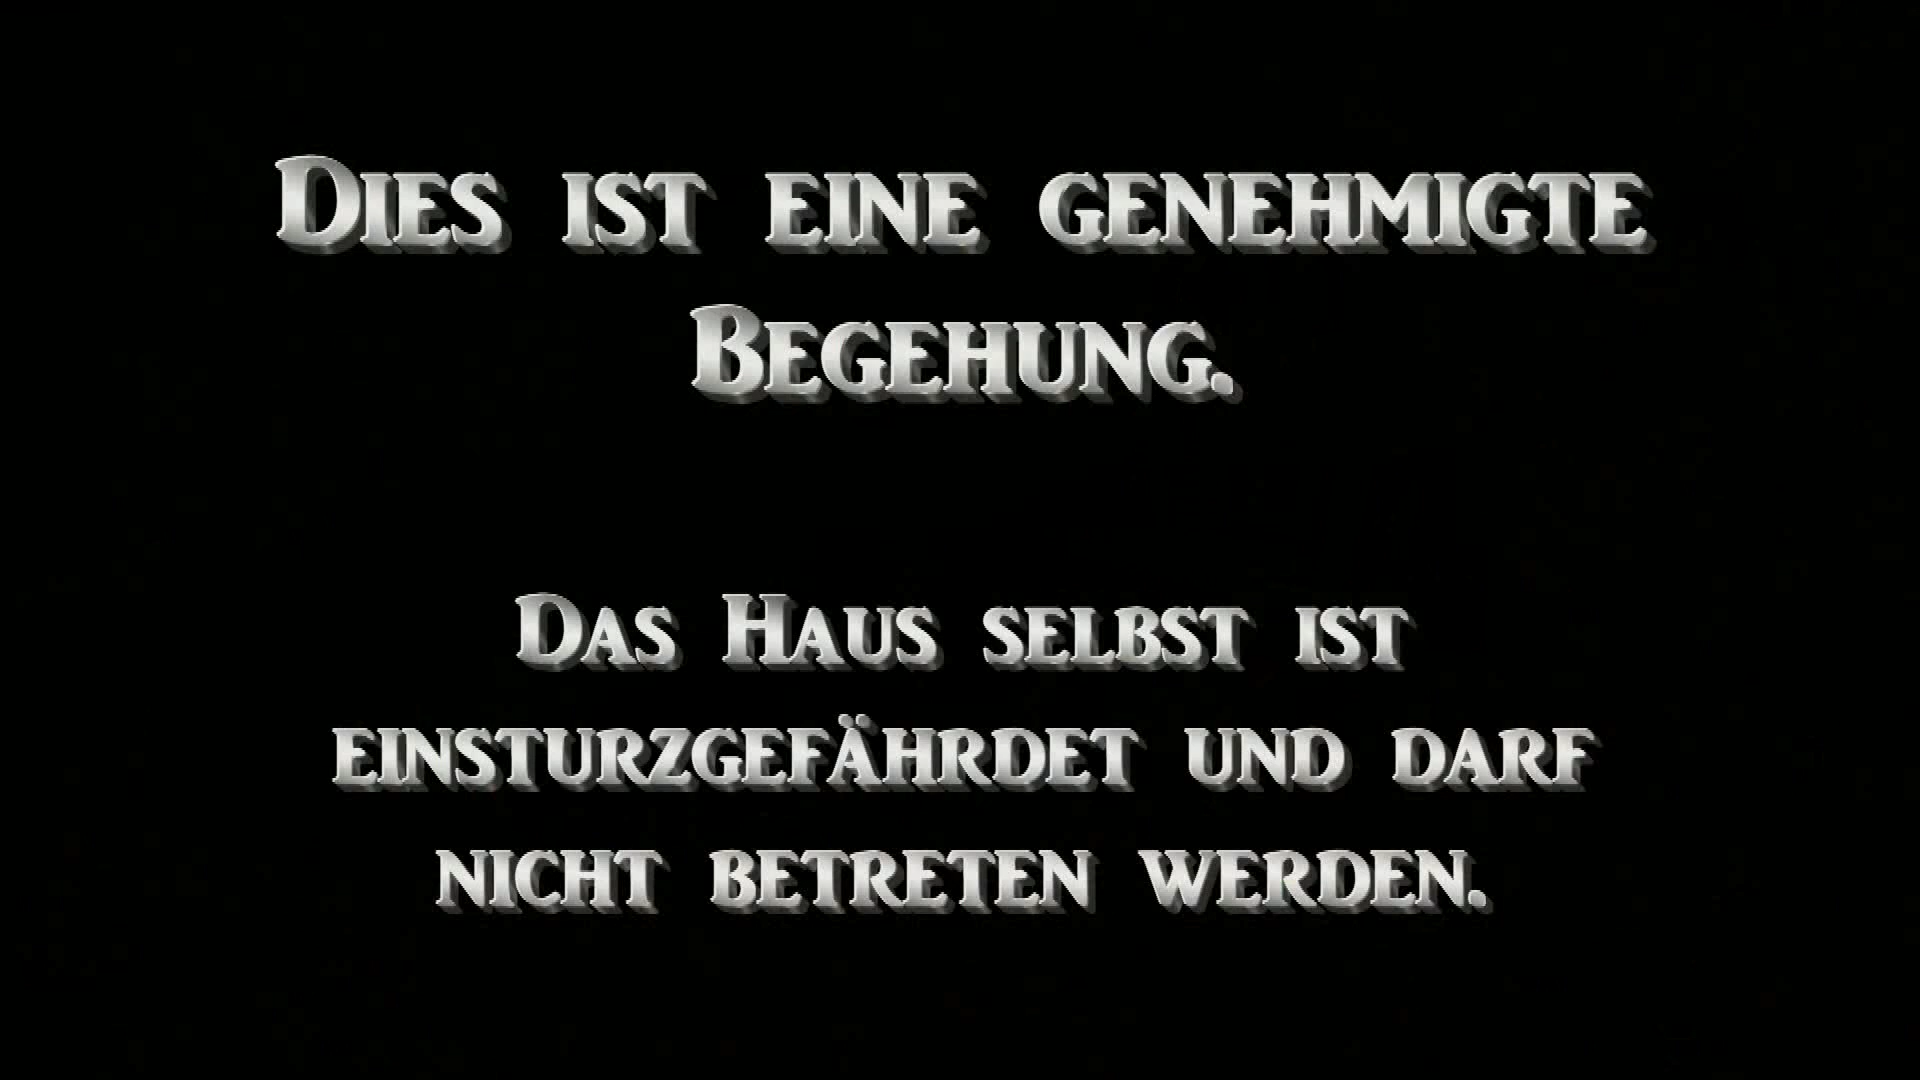 Dies ist eine genehmigte
Begehung.
Das Haus selbst ist
einsturzgefährdet und darf
nicht betreten werden.